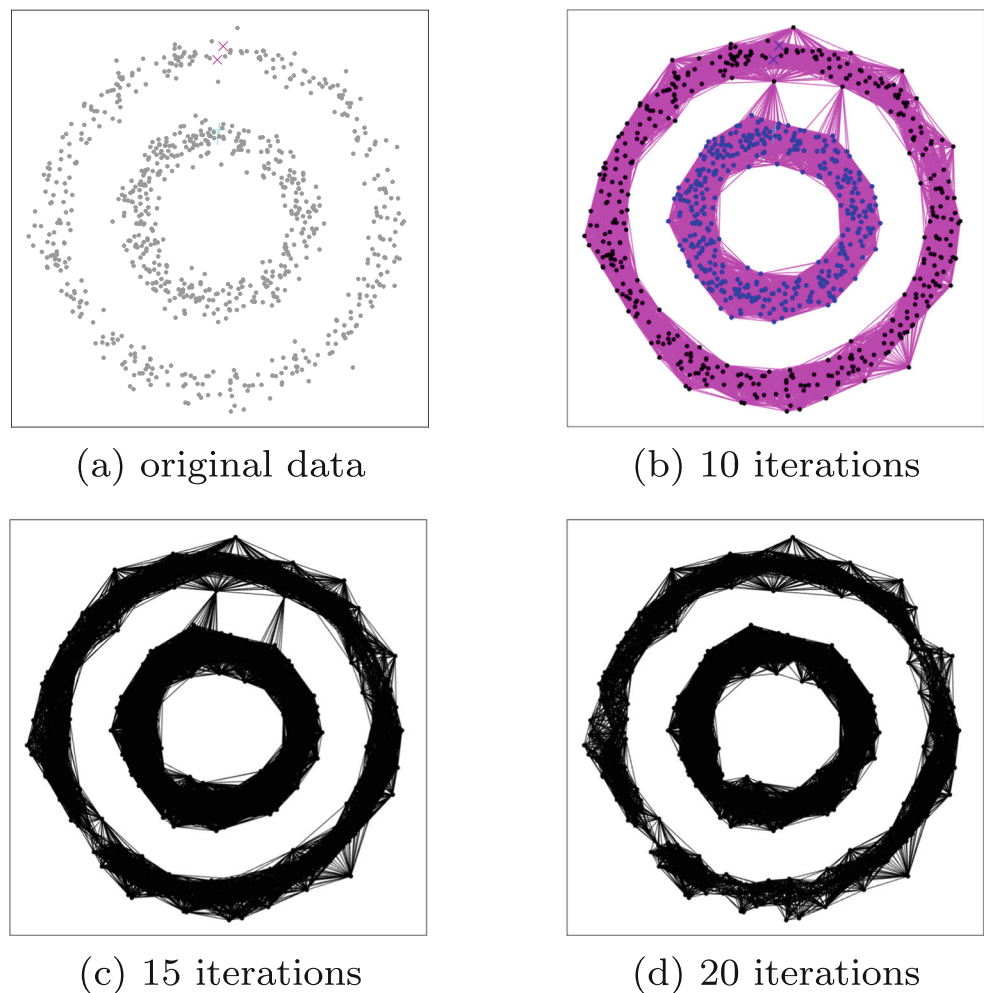 (a) original data
(b) 10 iterations
(c) 15 iterations
(d) 20 iterations